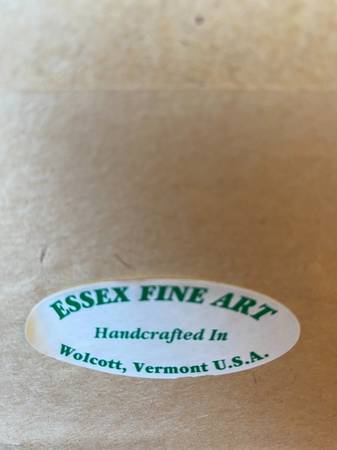 ESSEX FINE ART
Handcrafted In
Wolcott, Vermont U.S.A.